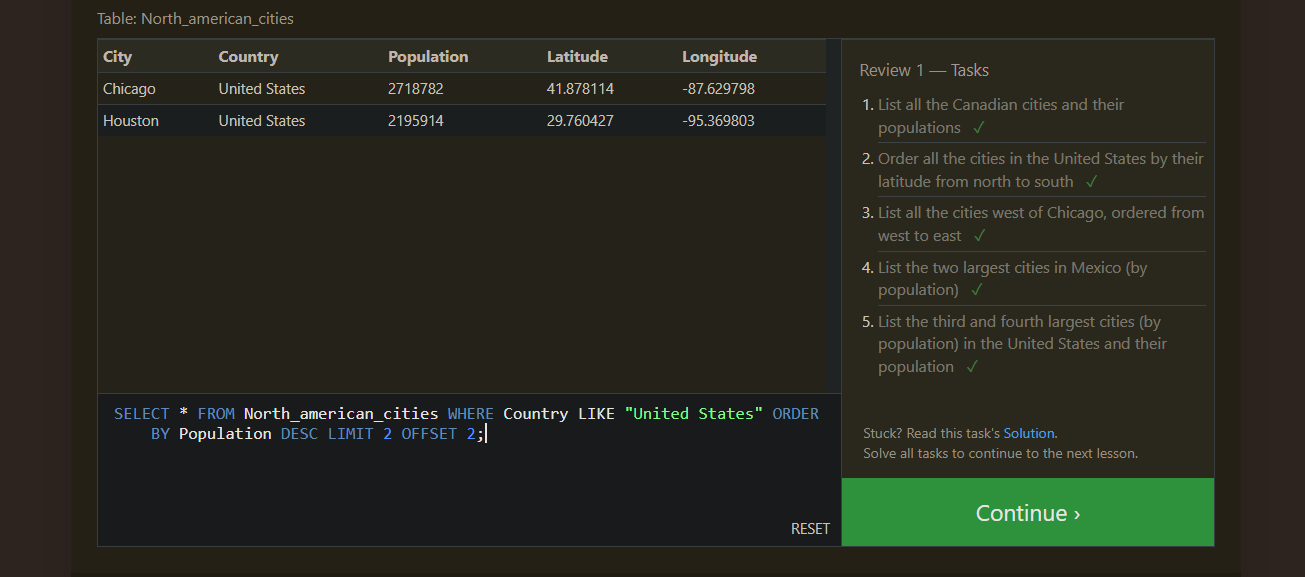 Table: North_american_cities
City Country Population Latitude Longitude
Chicago United States 2718782 41.878114 -87.629798
Houston United States 2195914 29.760427 -95.369803
SELECT * FROM North_american_cities WHERE Country LIKE "United States" ORDER
BY Population DESC LIMIT 2 OFFSET 2;
RESET
Review 1 — Tasks
1. List all the Canadian cities and their
populations ✓
2. Order all the cities in the United States by their
latitude from north to south ✓
3. List all the cities west of Chicago, ordered from
west to east ✓
4. List the two largest cities in Mexico (by
population) ✓
5. List the third and fourth largest cities (by
population) in the United States and their
population ✓
Stuck? Read this task's Solution.
Solve all tasks to continue to the next lesson.
Continue ›